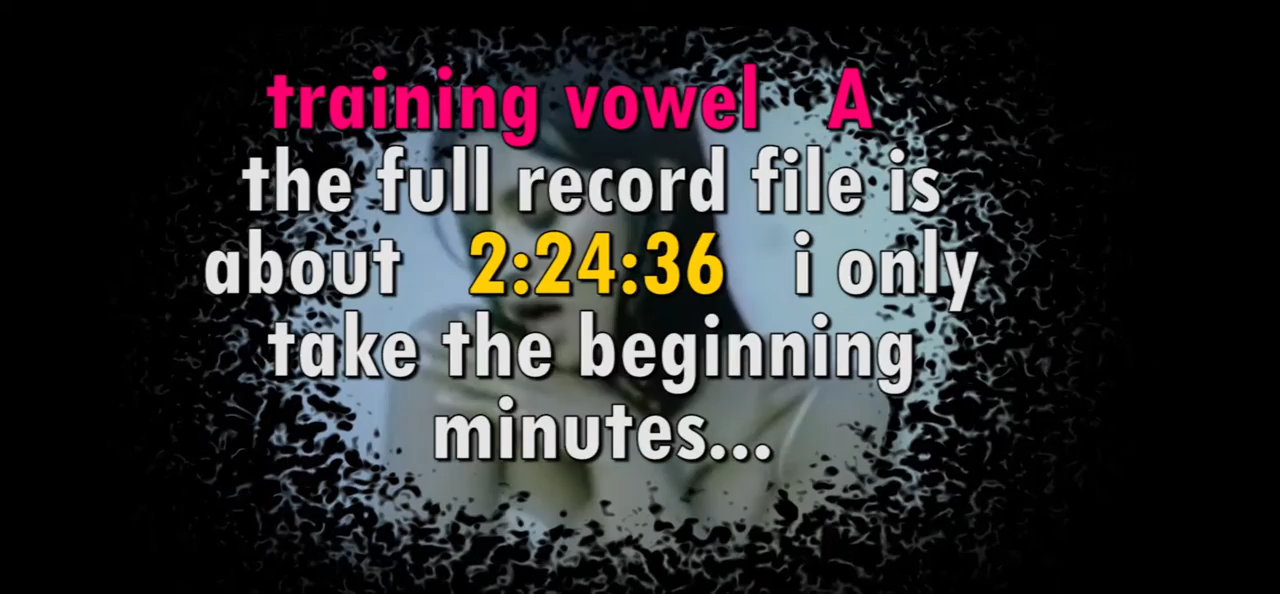 training vowel A
the full record file is
about 2:24:36 i only
take the beginning
minutes...